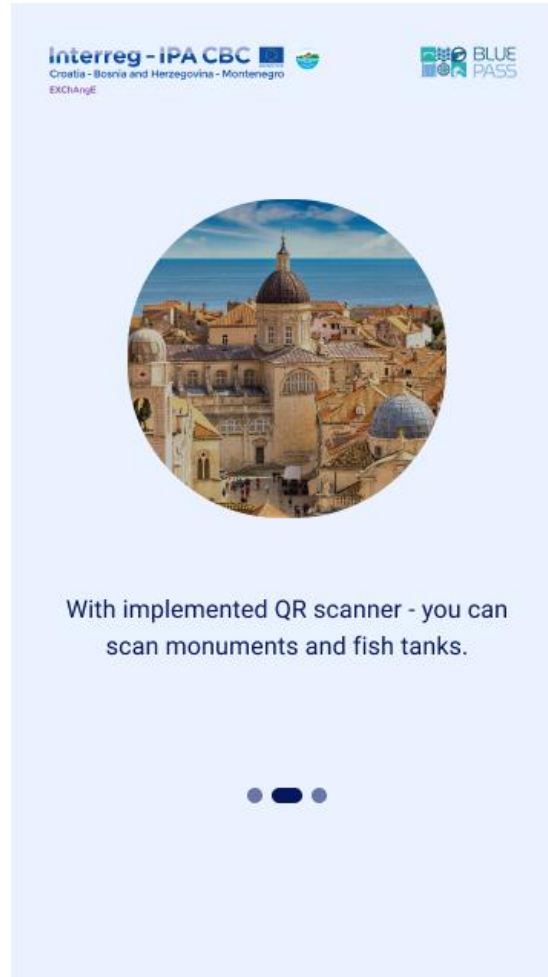 Interreg - IPA CBC
Croatia - Bosnia and Herzegovina - Montenegro
EXChAngE
BLUE
PASS
With implemented QR scanner - you can
scan monuments and fish tanks.